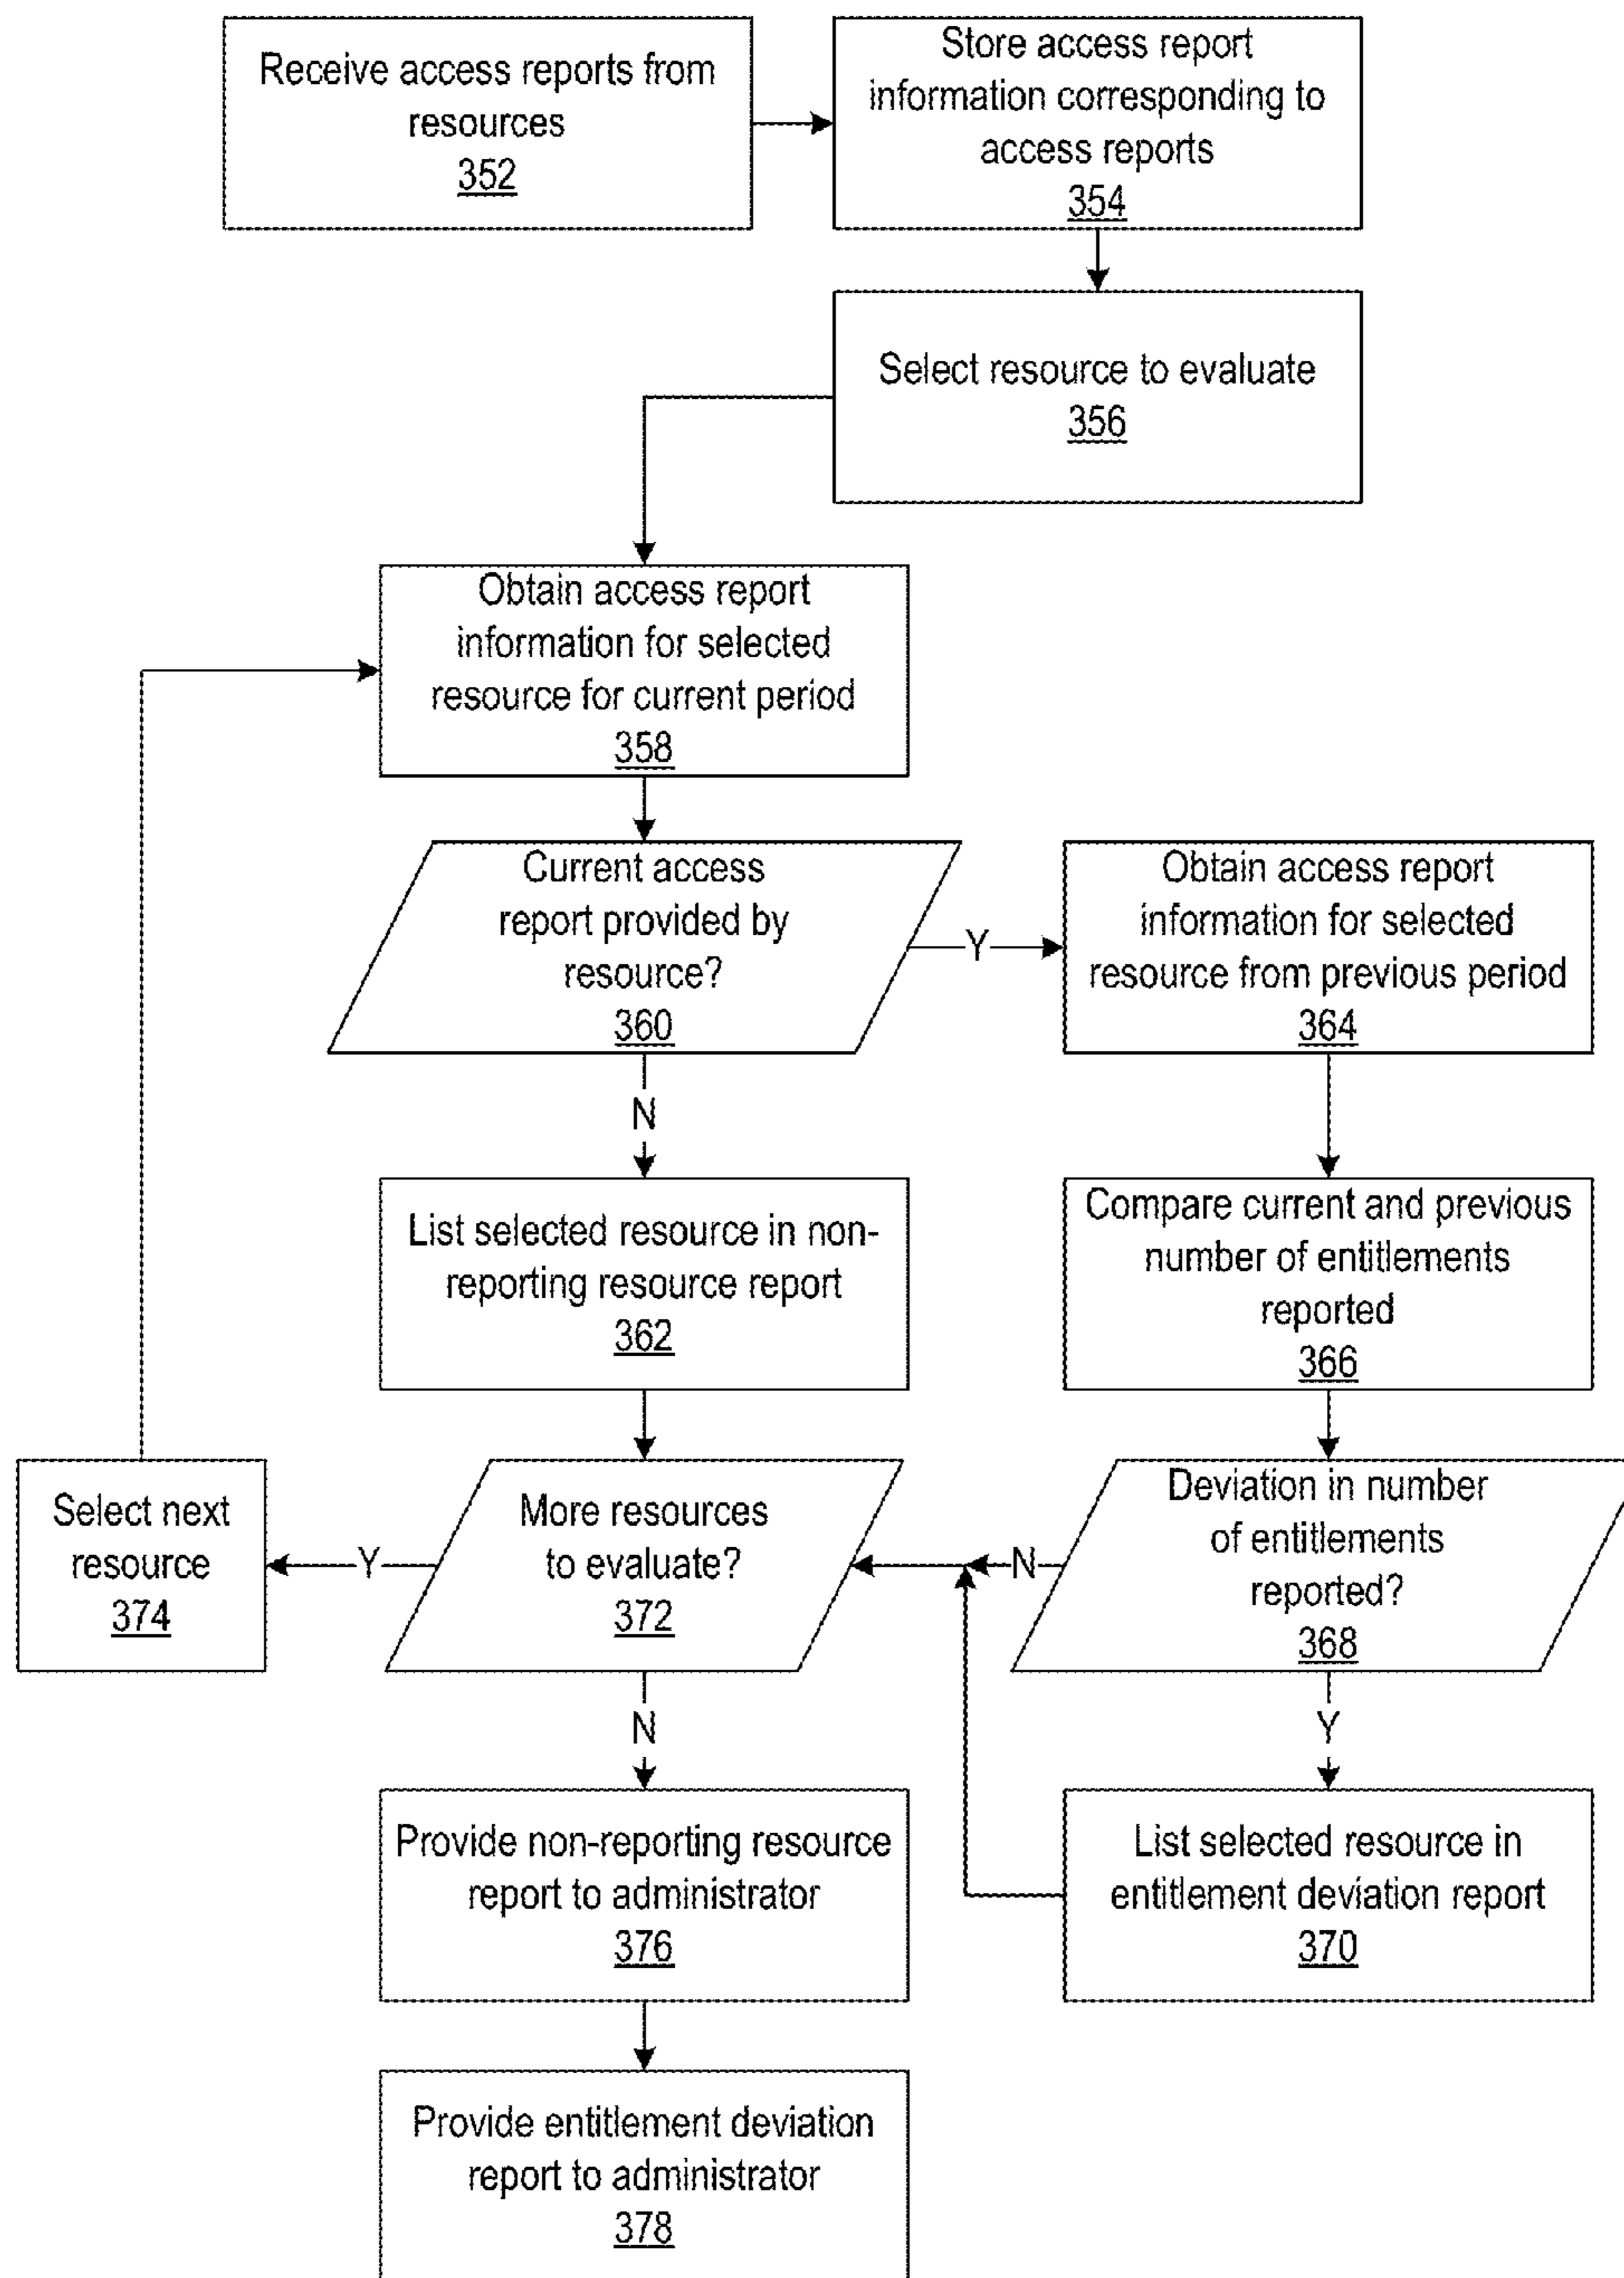 Receive access reports from
resources
352
Store access report
information corresponding to
access reports
354
Select resource to evaluate
356
Obtain access report
information for selected
resource for current period
358
Current access
report provided by
resource?
360
Y
Obtain access report
information for selected
resource from previous period
364
N
List selected resource in non-
reporting resource report
362
Compare current and previous
number of entitlements
reported
366
Select next
resource
374
Y
More resources
to evaluate?
372
N
Deviation in number
of entitlements
reported?
368
N
Y
Provide non-reporting resource
report to administrator
376
List selected resource in
entitlement deviation report
370
Provide entitlement deviation
report to administrator
378